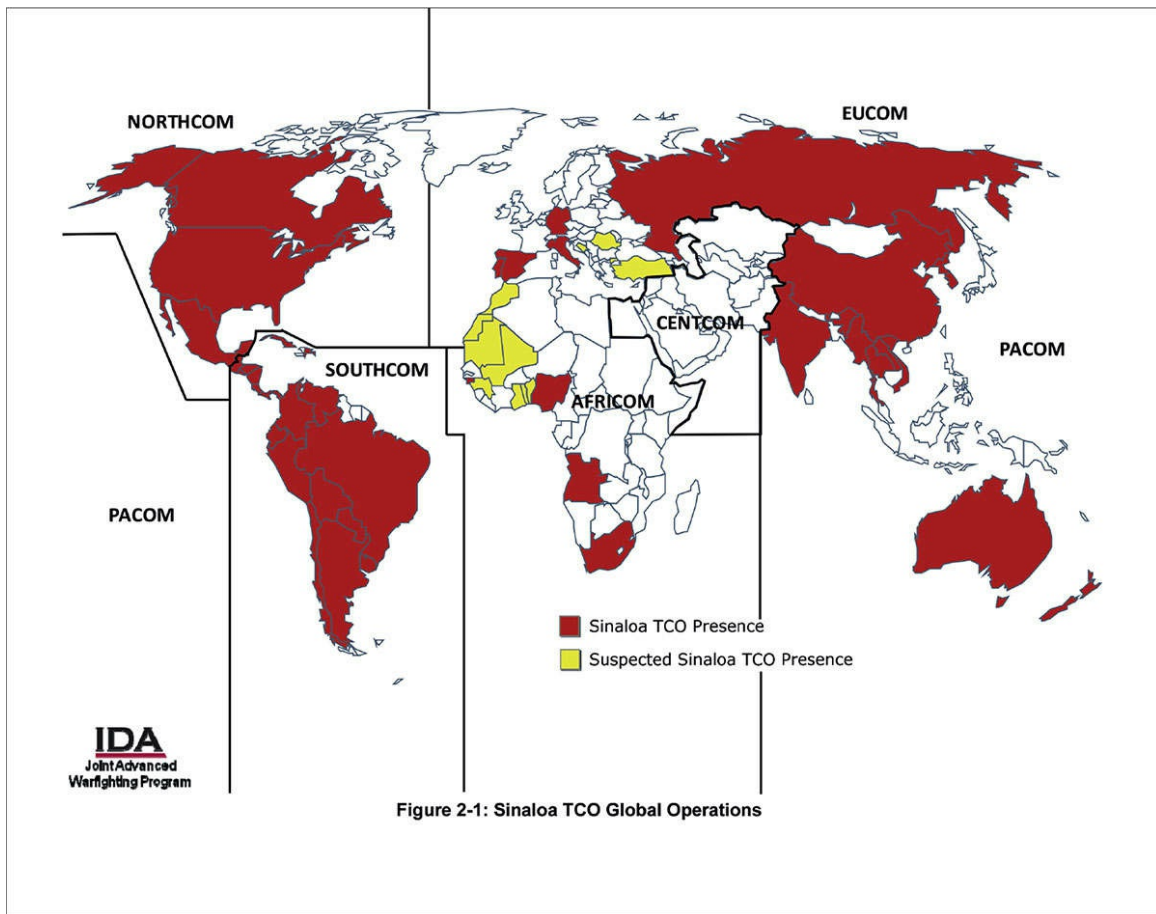 NORTHCOM
EUCOM
CENTCOM
SOUTHCOM
PACOM
AFRICOM
PACOM
Sinaloa TCO Presence
Suspected Sinaloa TCO Presence
IDA
Joint Advanced
Warfighting Program
Figure 2-1: Sinaloa TCO Global Operations